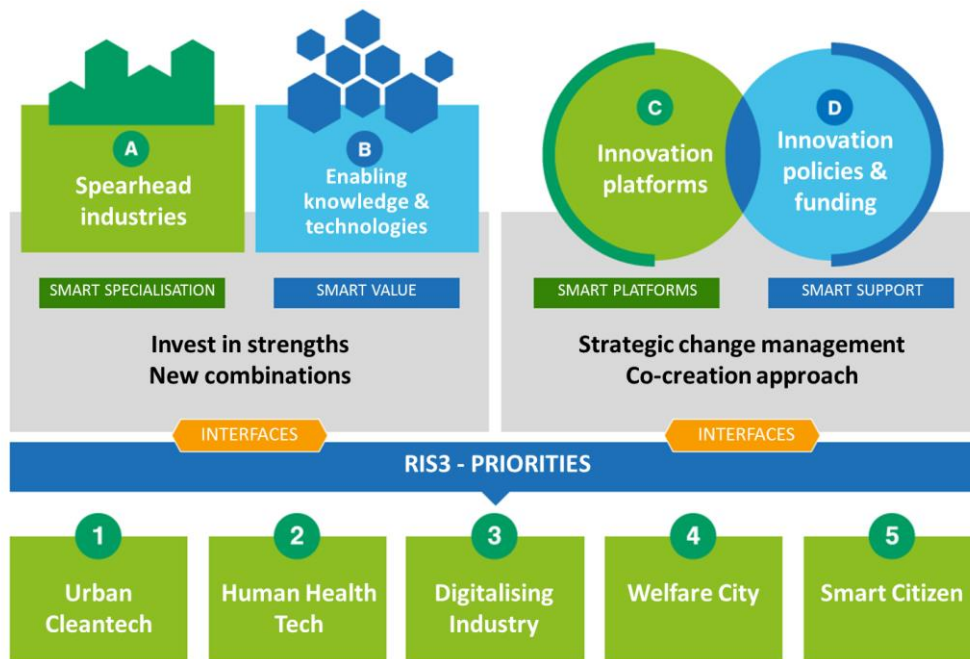 A
Spearhead
industries
B
Enabling
knowledge &
technologies
C
Innovation
platforms
D
Innovation
policies &
funding
SMART SPECIALISATION
SMART VALUE
SMART PLATFORMS
SMART SUPPORT
Invest in strengths
New combinations
Strategic change management
Co-creation approach
INTERFACES
INTERFACES
RIS3 - PRIORITIES
1
Urban
Cleantech
2
Human Health
Tech
3
Digitalising
Industry
4
Welfare City
5
Smart Citizen